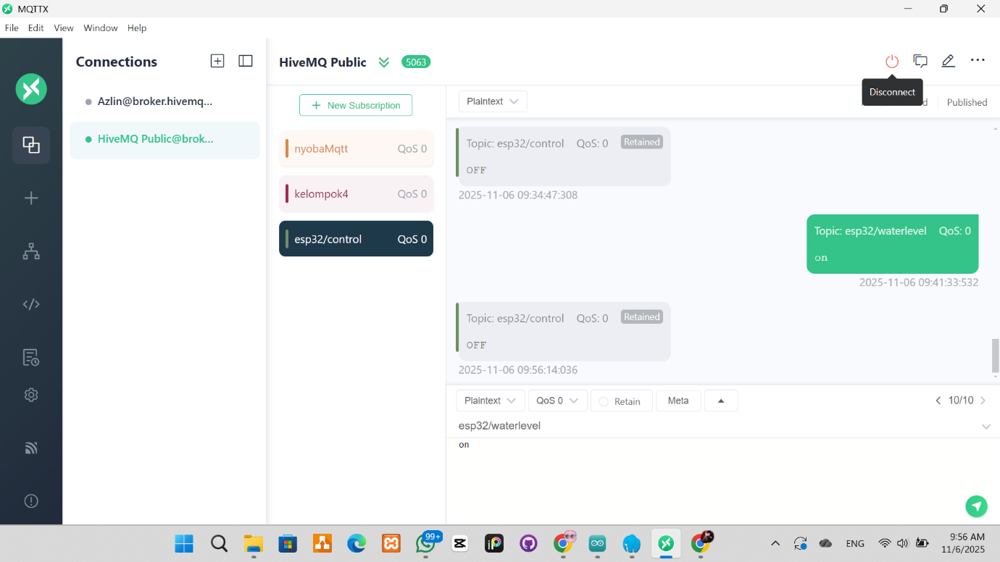 MQTTX
File Edit View Window Help
Connections
HiveMQ Public 5063
Disconnect
Azlin@broker.hivemq...
HiveMQ Public@brok...
+ New Subscription
nyobaMqtt QoS 0
kelompok4 QoS 0
esp32/control QoS 0
Plaintext
Published
Topic: esp32/control QoS: 0 Retained
OFF
2025-11-06 09:34:47:308
Topic: esp32/waterlevel QoS: 0
on
2025-11-06 09:41:33:532
Topic: esp32/control QoS: 0 Retained
OFF
2025-11-06 09:56:14:036
Plaintext QoS 0 Retain Meta 10/10
esp32/waterlevel
on
99+
ENG
9:56 AM
11/6/2025